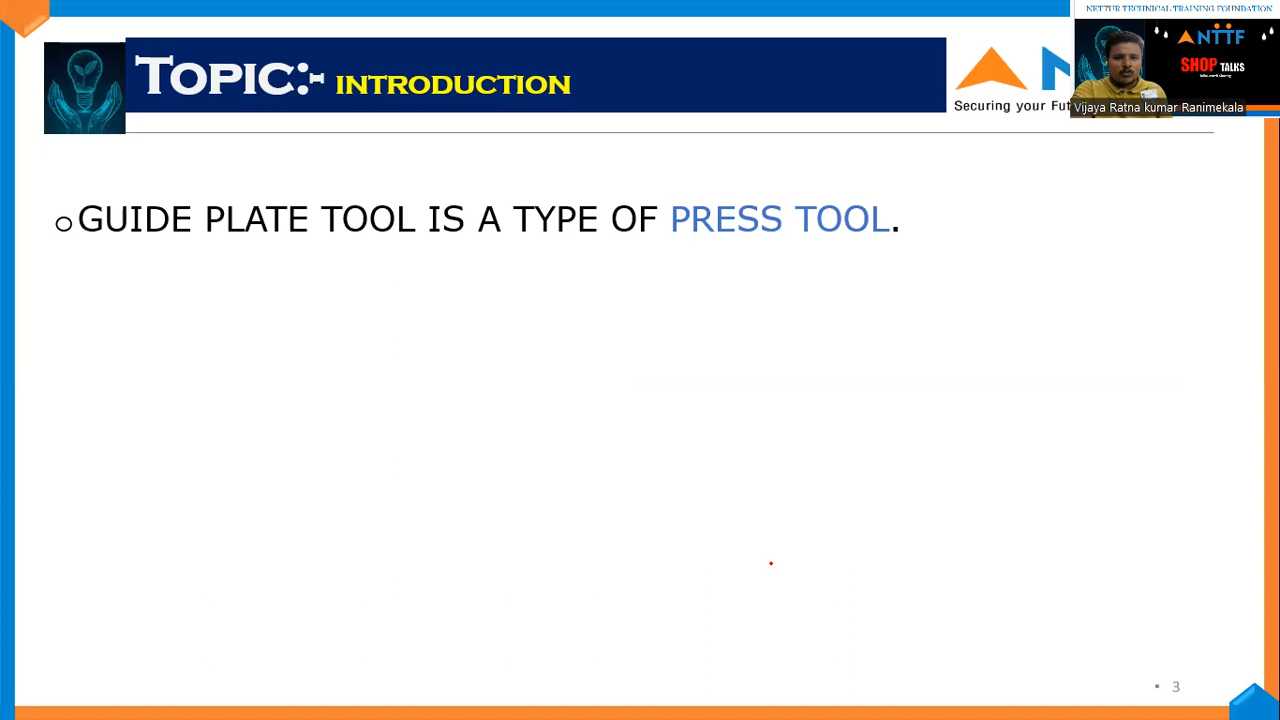 NETTUR TECHNICAL TRAINING FOUNDATION
TOPIC:- INTRODUCTION
NTTF
SHOP TALKS
Securing your Fut
Vijaya Ratna kumar Ranimekala
o GUIDE PLATE TOOL IS A TYPE OF PRESS TOOL.
• 3